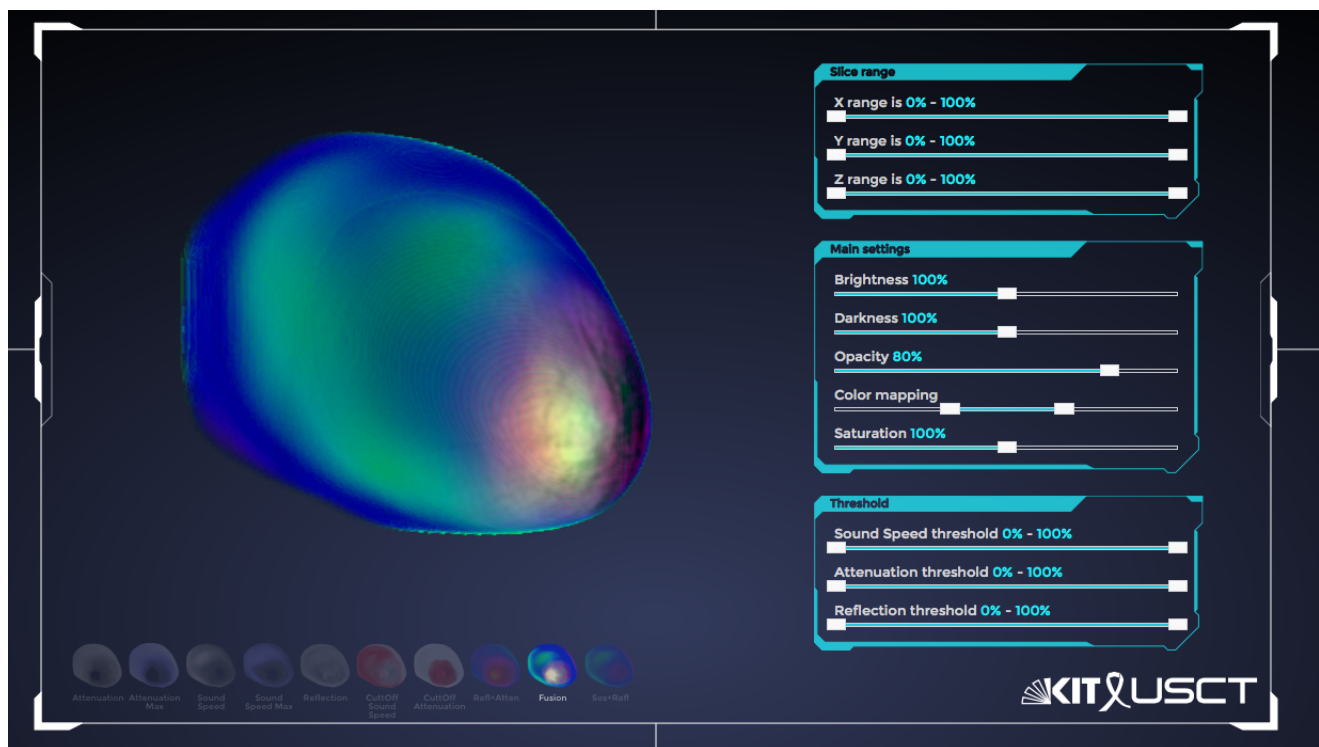 Slice range
X range is 0% - 100%
Y range is 0% - 100%
Z range is 0% - 100%
Main settings
Brightness 100%
Darkness 100%
Opacity 80%
Color mapping
Saturation 100%
Threshold
Sound Speed threshold 0% - 100%
Attenuation threshold 0% - 100%
Reflection threshold 0% - 100%
Attenuation
Attenuation
Max
Sound
Speed
Sound
Speed Max
Reflection
CuttOff
Sound
Speed
CuttOff
Attenuation
Refl+Atten
Fusion
Sos+Refl
KIT USCT